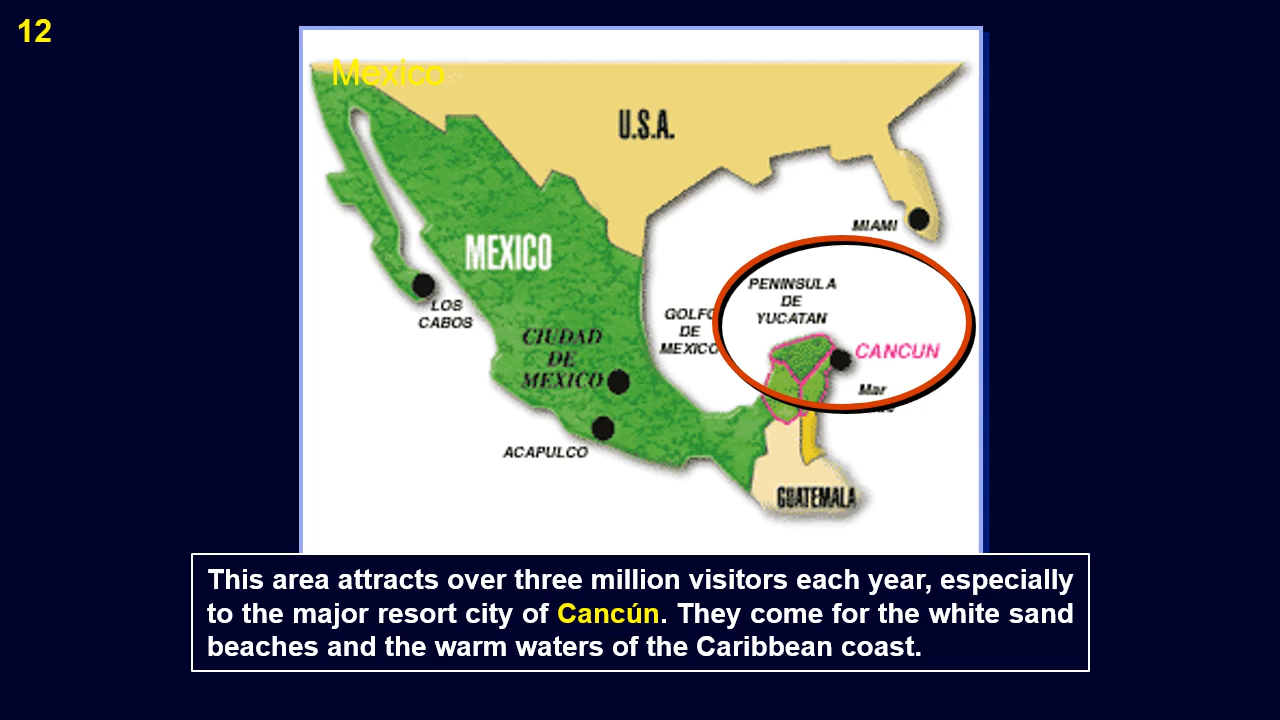 12
Mexico
U.S.A.
MIAMI
MEXICO
PENINSULA
DE
YUCATAN
LOS
CABOS
GOLFO
DE
MEXICO
CIUDAD
DE
MEXICO
CANCUN
Mar
ACAPULCO
GUATEMALA
This area attracts over three million visitors each year, especially
to the major resort city of Cancún. They come for the white sand
beaches and the warm waters of the Caribbean coast.